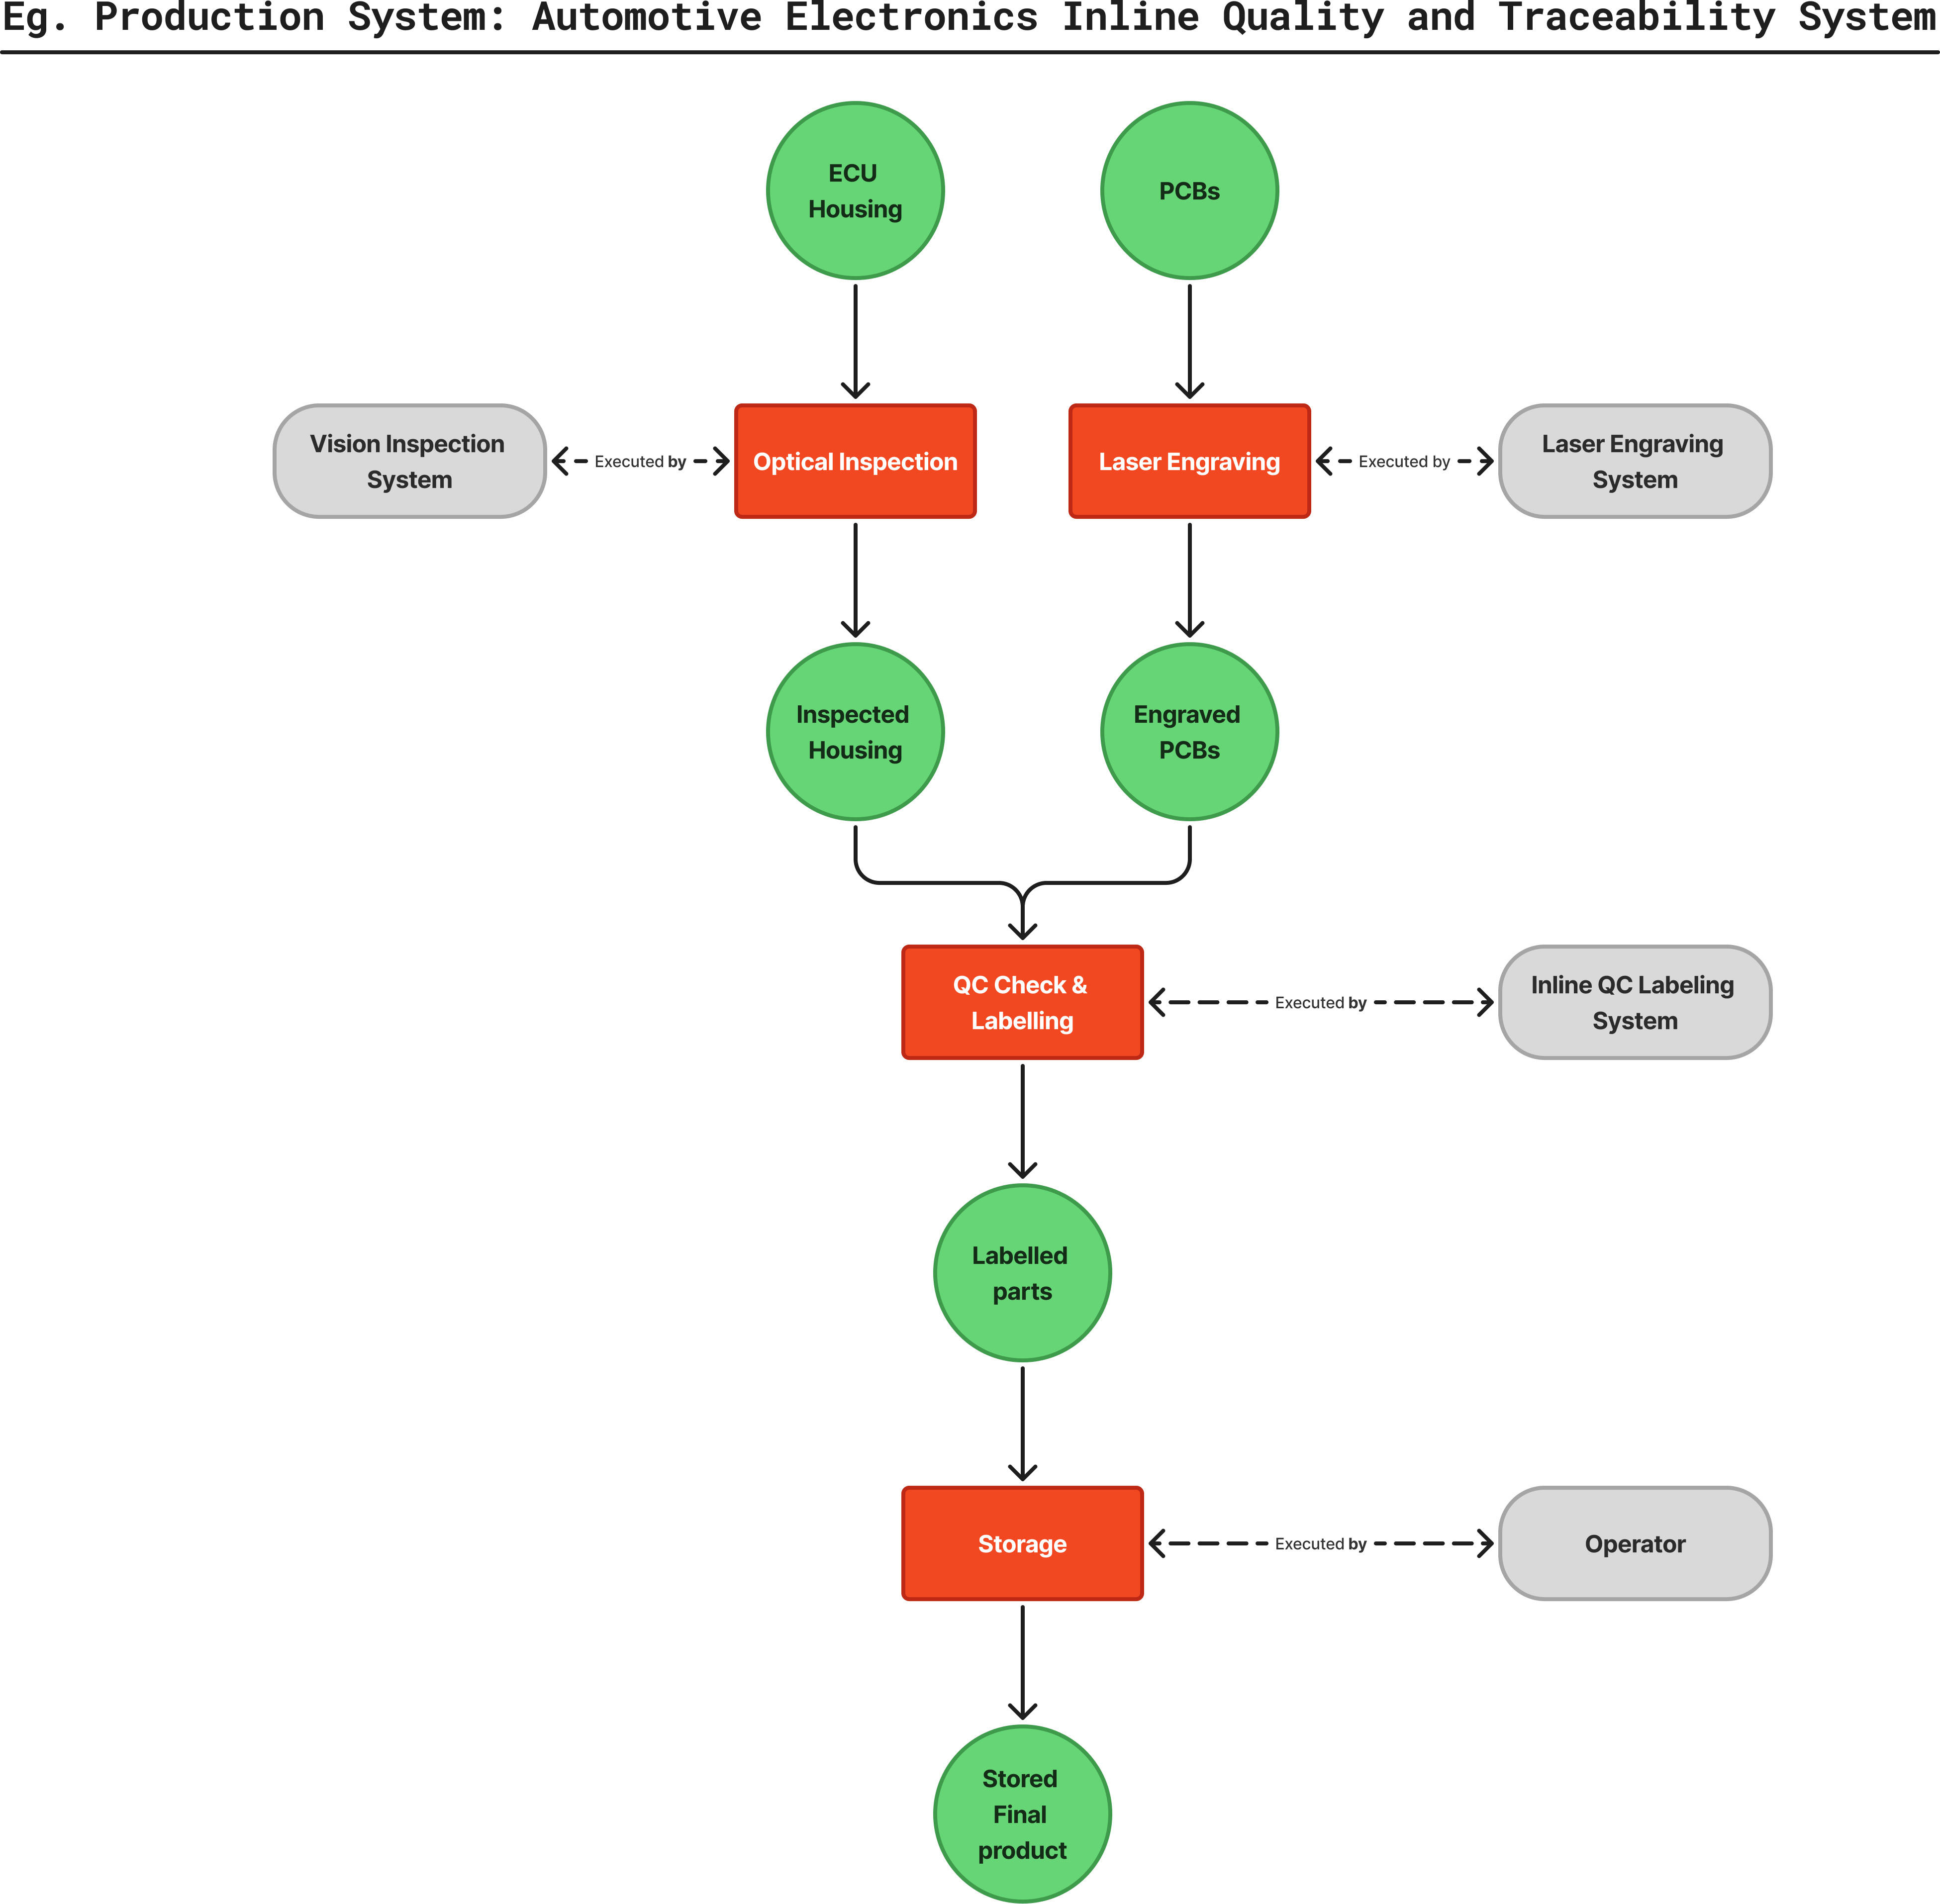 Eg. Production System: Automotive Electronics Inline Quality and Traceability System
ECU
Housing
PCBs
Vision Inspection
System
Executed by
Optical Inspection
Laser Engraving
Executed by
Laser Engraving
System
Inspected
Housing
Engraved
PCBs
QC Check &
Labelling
Executed by
Inline QC Labeling
System
Labelled
parts
Storage
Executed by
Operator
Stored
Final
product